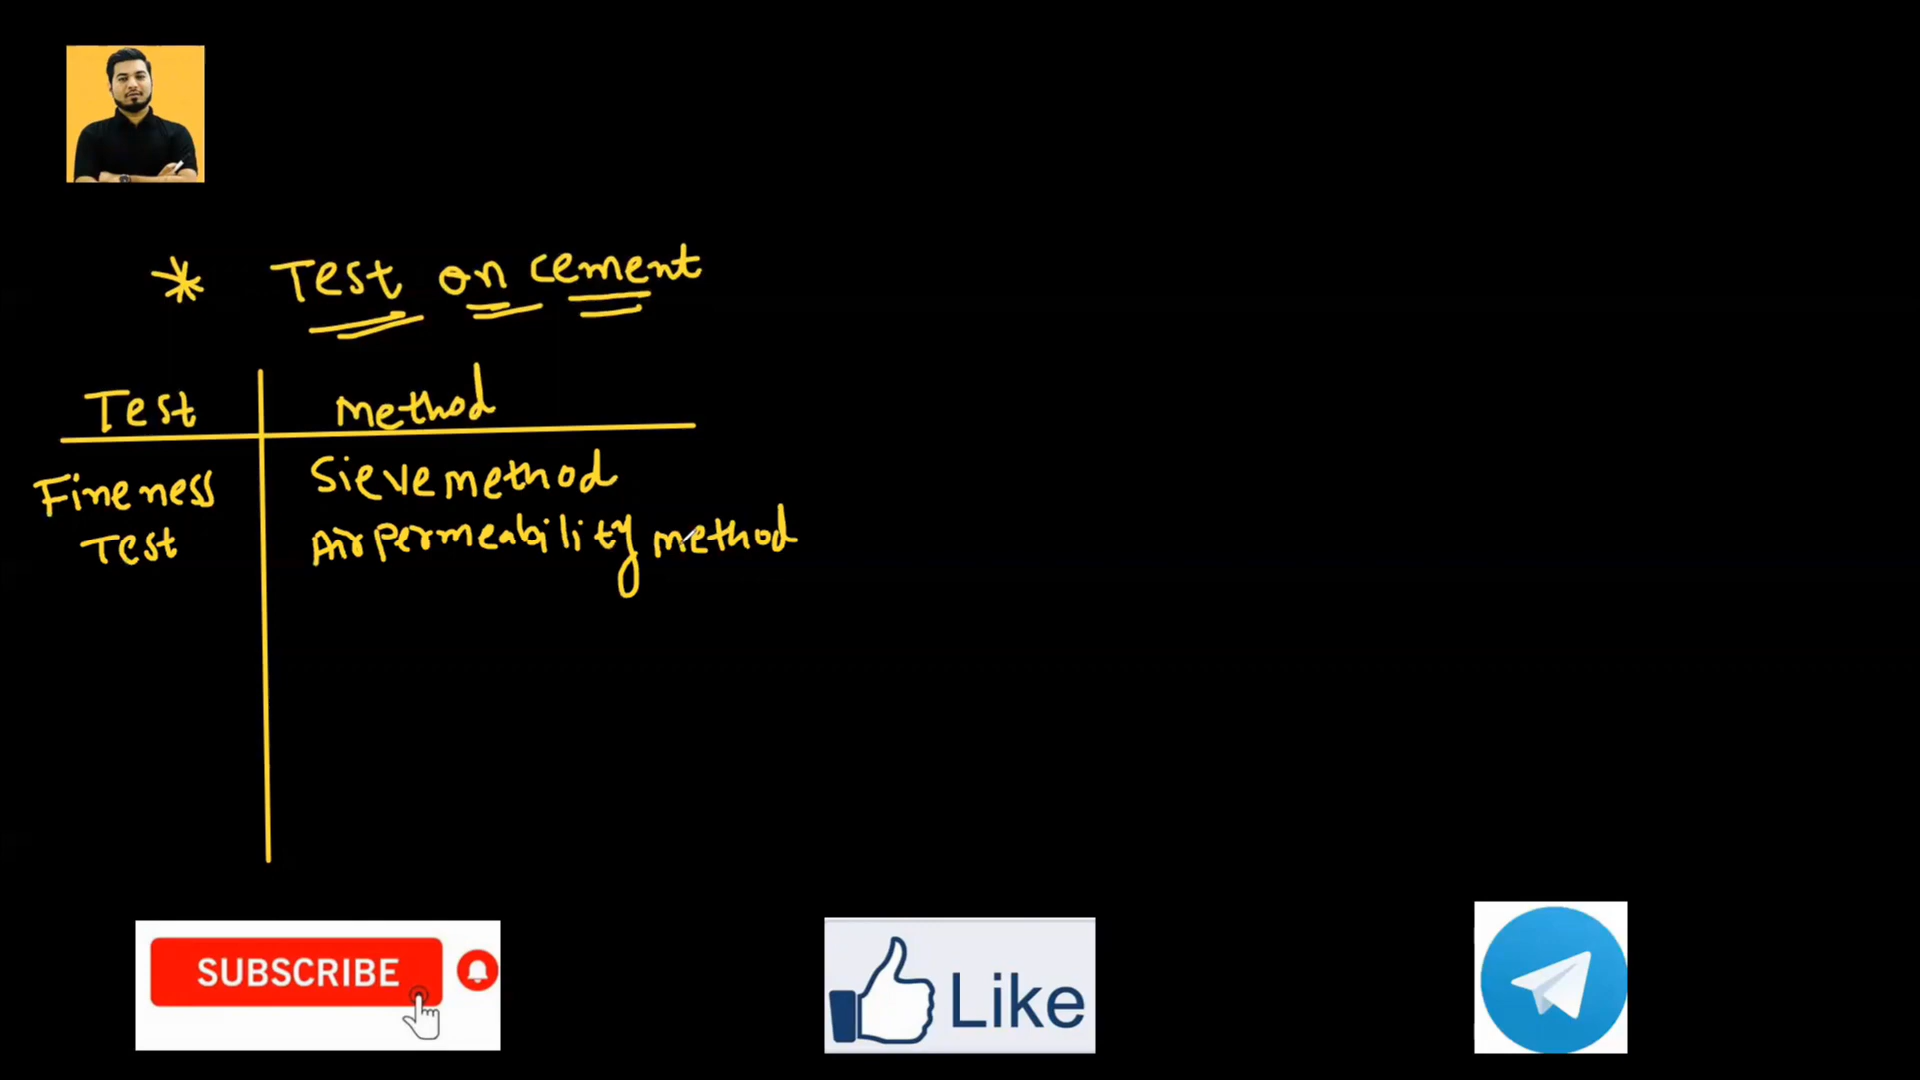 * Test on cement
Test Method
Fineness Sieve method
Test Air permeability method
SUBSCRIBE
Like